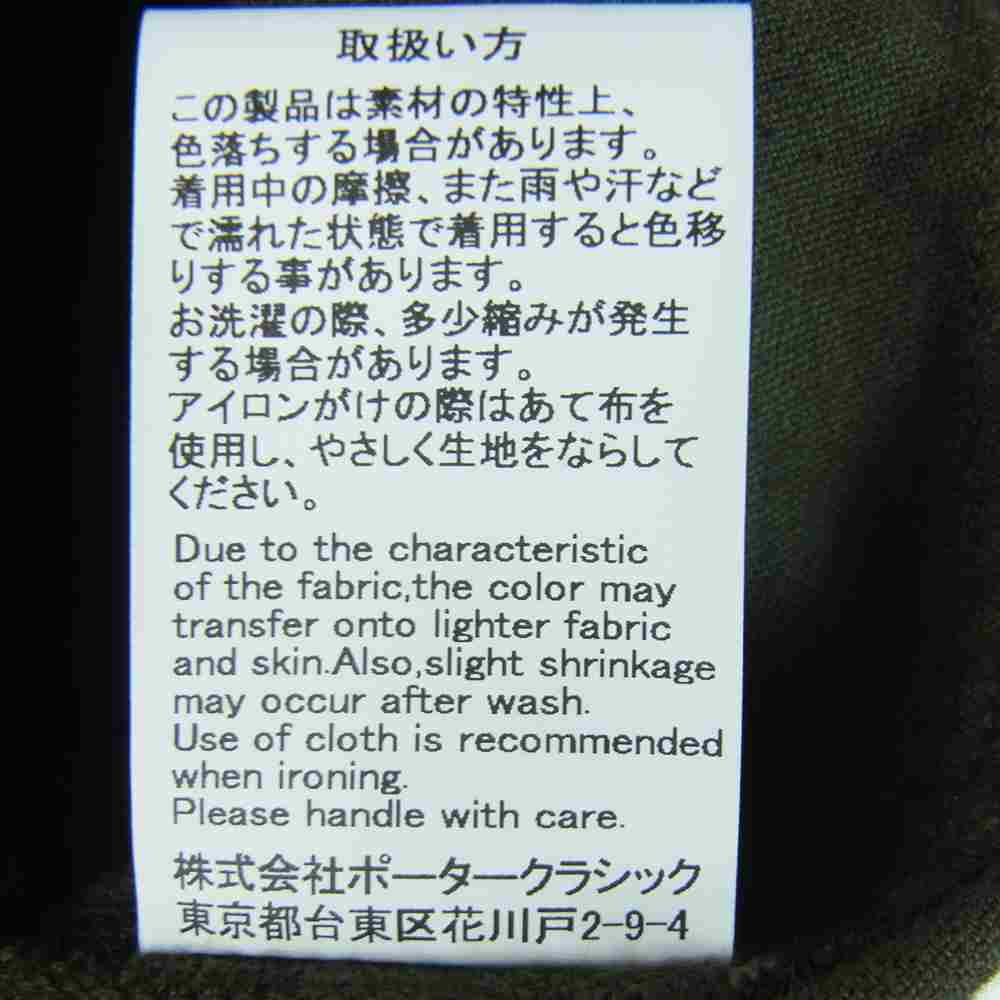 取扱い方
この製品は素材の特性上、
色落ちする場合があります。
着用中の摩擦、また雨や汗など
で濡れた状態で着用すると色移
りする事があります。
お洗濯の際、多少縮みが発生
する場合があります。
アイロンがけの際はあて布を
使用し、やさしく生地をならして
ください。
Due to the characteristic
of the fabric,the color may
transfer onto lighter fabric
and skin.Also,slight shrinkage
may occur after wash.
Use of cloth is recommended
when ironing.
Please handle with care.
株式会社ポータークラシック
東京都台東区花川戸2-9-4